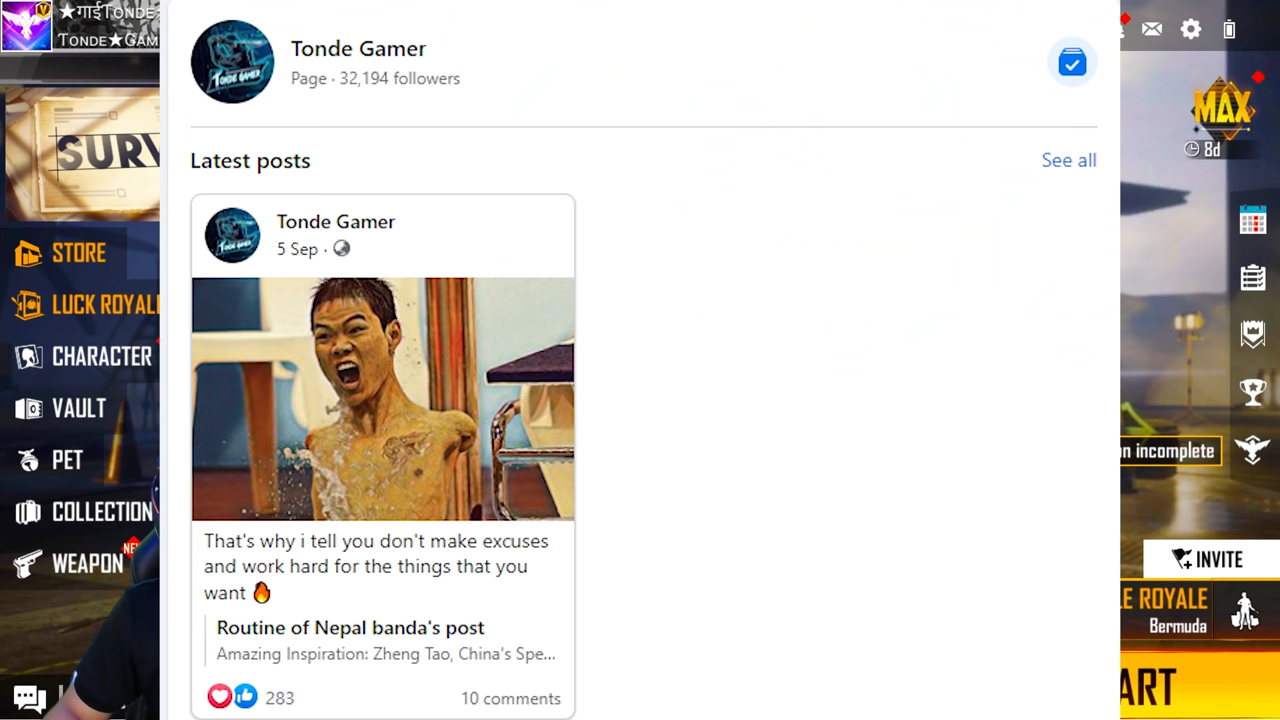 ★गाईTONDE
TONDE★GAM
SURV
STORE
LUCK ROYAL
CHARACTER
VAULT
PET
COLLECTION
WEAPON
NEW
Tonde Gamer
Page · 32,194 followers
Latest posts
See all
TONDE GAMER
Tonde Gamer
5 Sep ·
That's why i tell you don't make excuses
and work hard for the things that you
want 🔥
Routine of Nepal banda's post
Amazing Inspiration: Zheng Tao, China's Spe...
283
10 comments
MAX
8d
n incomplete
INVITE
LE ROYALE
Bermuda
ART